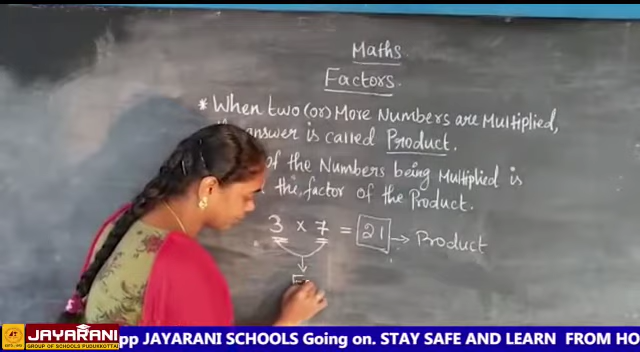 Maths
Factors.
* When two (or) More Numbers are Multiplied,
answer is called Product.
of the Numbers being Multiplied is
the, factor of the Product.
3 × 7 = 21 → Product
JAYARANI
GROUP OF SCHOOLS PUDUKKOTTAI
pp JAYARANI SCHOOLS Going on. STAY SAFE AND LEARN FROM HO